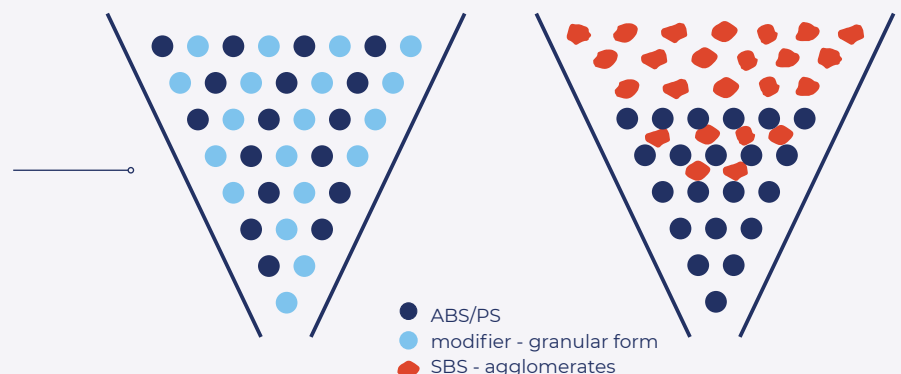 ABS/PS
modifier - granular form
SBS - agglomerates